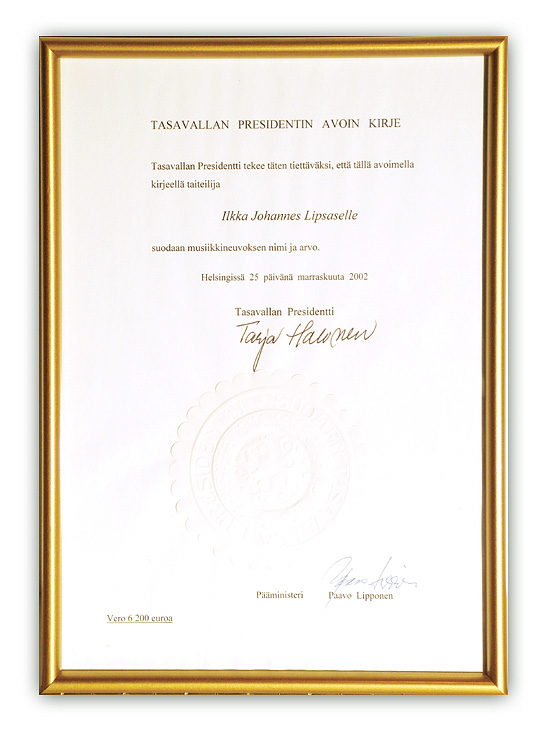 TASAVALLAN PRESIDENTIN AVOIN KIRJE
Tasavallan Presidentti tekee täten tiettäväksi, että tällä avoimella
kirjeellä taiteilija
Ilkka Johannes Lipsaselle
suodaan musiikkineuvoksen nimi ja arvo.
Helsingissä 25 päivänä marraskuuta 2002
Tasavallan Presidentti
Tarja Halonen
Pääministeri Paavo Lipponen
Vero 6 200 euroa